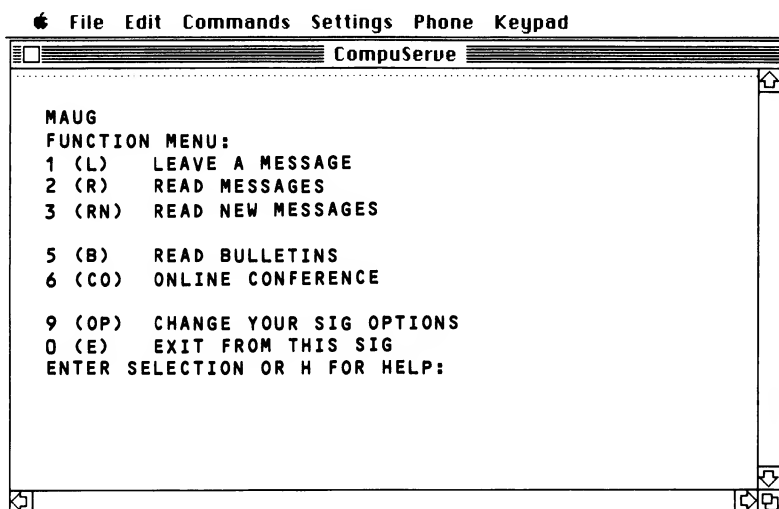 File Edit Commands Settings Phone Keypad
CompuServe
MAUG
FUNCTION MENU:
1 (L) LEAVE A MESSAGE
2 (R) READ MESSAGES
3 (RN) READ NEW MESSAGES
5 (B) READ BULLETINS
6 (CO) ONLINE CONFERENCE
9 (OP) CHANGE YOUR SIG OPTIONS
0 (E) EXIT FROM THIS SIG
ENTER SELECTION OR H FOR HELP: